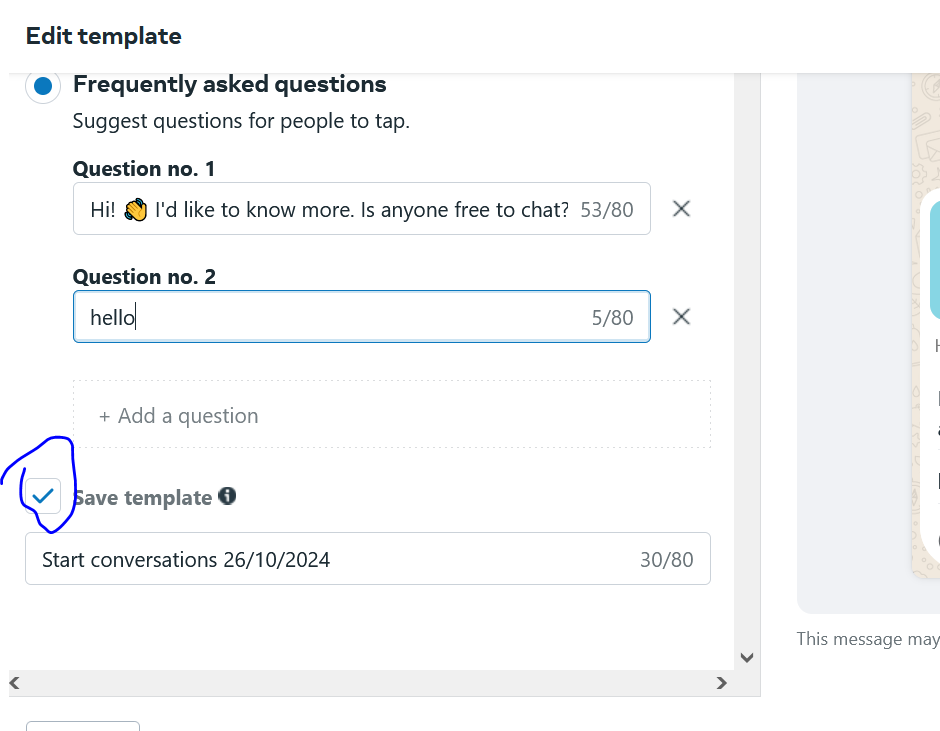 Edit template
Frequently asked questions
Suggest questions for people to tap.
Question no. 1
Hi! 👏 I'd like to know more. Is anyone free to chat? 53/80
Question no. 2
hello 5/80
+ Add a question
Save template
Start conversations 26/10/2024 30/80
This message may